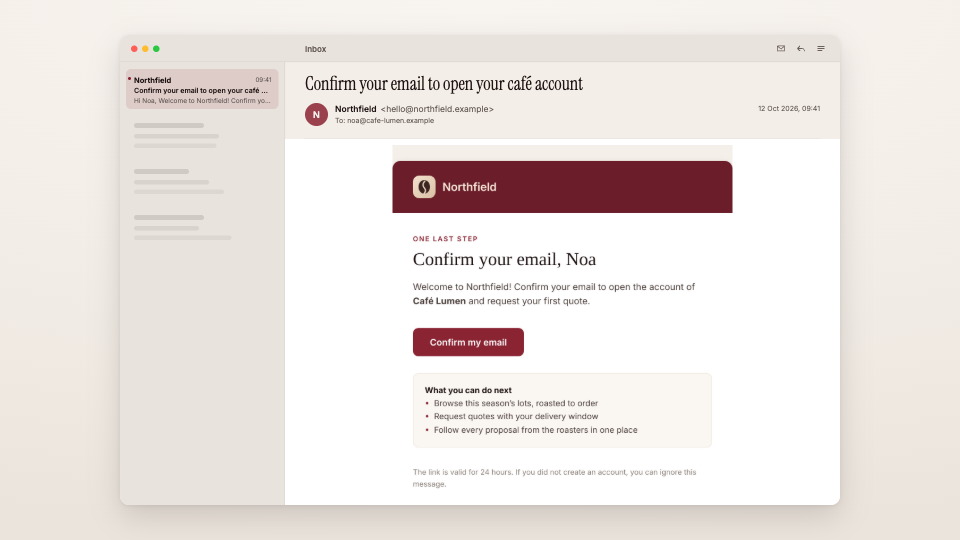 Inbox
Northfield 09:41
Confirm your email to open your café ...
Hi Noa, Welcome to Northfield! Confirm yo...
Confirm your email to open your café account
N
Northfield <hello@northfield.example>
12 Oct 2026, 09:41
To: noa@cafe-lumen.example
Northfield
ONE LAST STEP
Confirm your email, Noa
Welcome to Northfield! Confirm your email to open the account of
Café Lumen and request your first quote.
Confirm my email
What you can do next
• Browse this season's lots, roasted to order
• Request quotes with your delivery window
• Follow every proposal from the roasters in one place
The link is valid for 24 hours. If you did not create an account, you can ignore this
message.